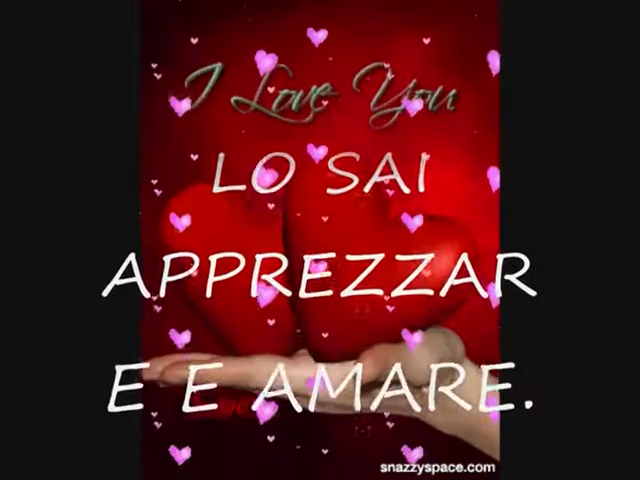 I Love You
LO SAI
APPREZZAR
E E AMARE.
snazzyspace.com